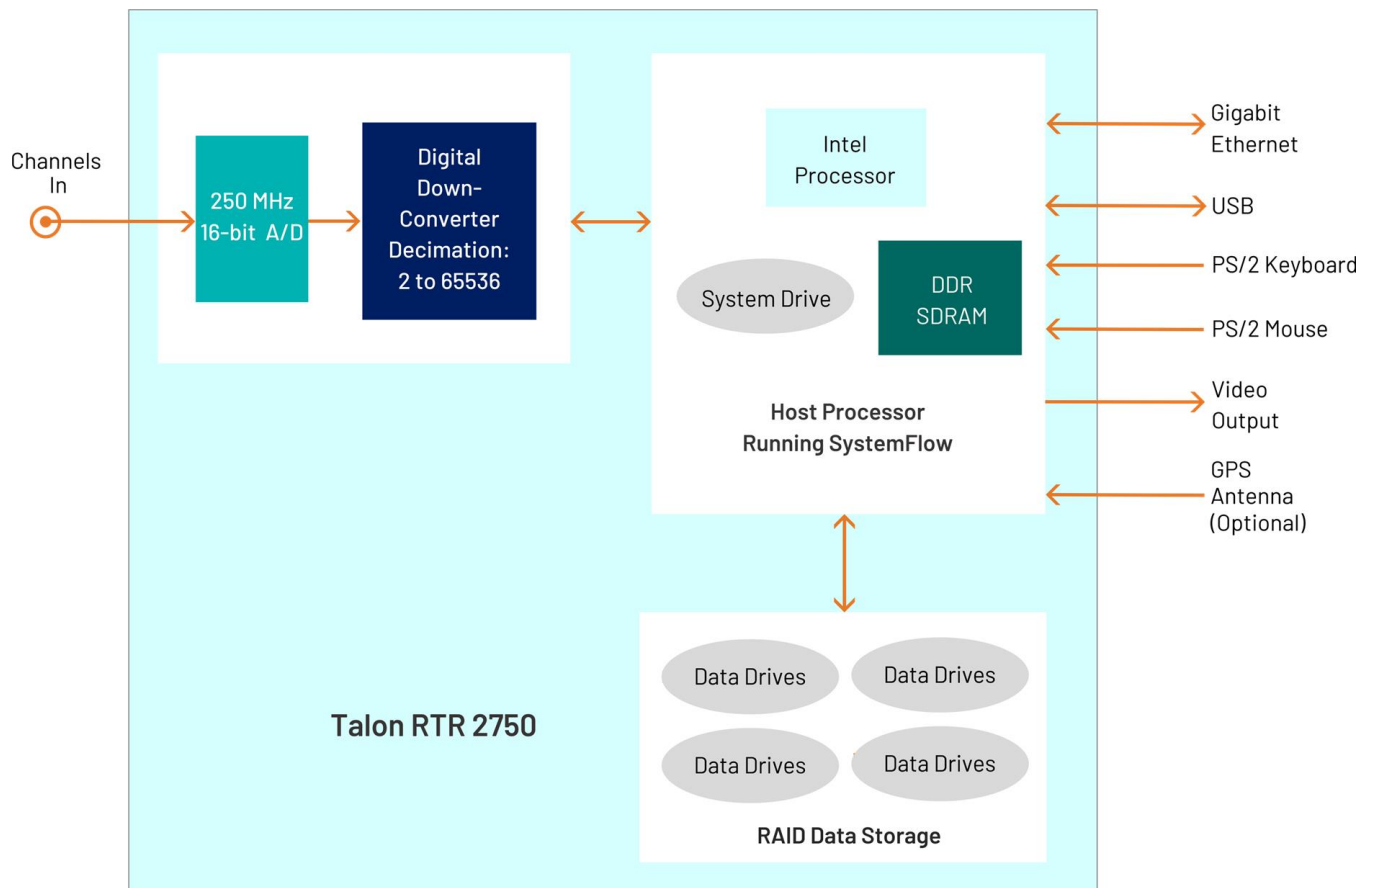 Channels
In
250 MHz
16-bit A/D
Digital
Down-
Converter
Decimation:
2 to 65536
Intel
Processor
System Drive
DDR
SDRAM
Host Processor
Running SystemFlow
Gigabit
Ethernet
USB
PS/2 Keyboard
PS/2 Mouse
Video
Output
GPS
Antenna
(Optional)
Talon RTR 2750
Data Drives
Data Drives
Data Drives
Data Drives
RAID Data Storage